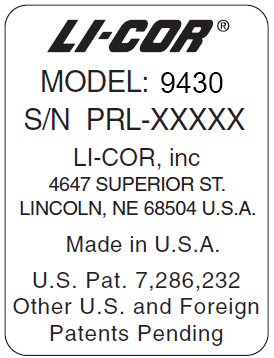 LI-COR®
MODEL: 9430
S/N PRL-XXXXX
LI-COR, inc
4647 SUPERIOR ST.
LINCOLN, NE 68504 U.S.A.
Made in U.S.A.
U.S. Pat. 7,286,232
Other U.S. and Foreign
Patents Pending